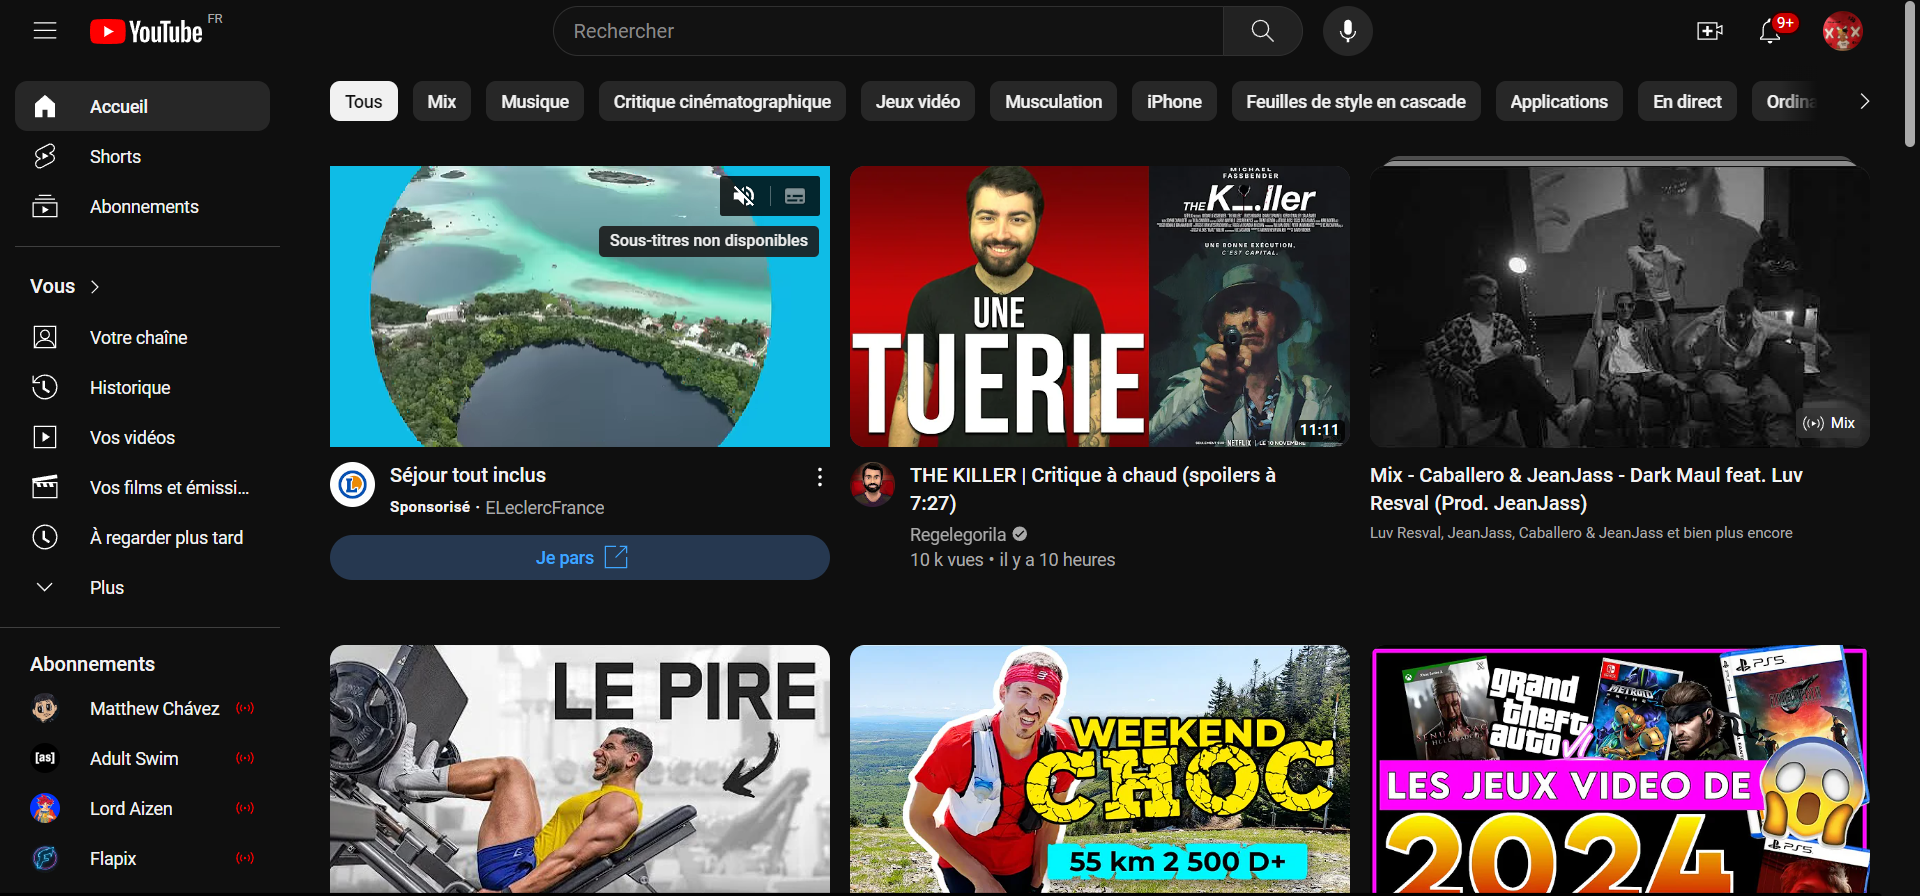 YouTube FR
Rechercher
9+
Accueil
Shorts
Abonnements
Vous
Votre chaîne
Historique
Vos vidéos
Vos films et émissi...
À regarder plus tard
Plus
Abonnements
Matthew Chávez
[as] Adult Swim
Lord Aizen
Flapix
Tous Mix Musique Critique cinématographique Jeux vidéo Musculation iPhone Feuilles de style en cascade Applications En direct Ordina
Sous-titres non disponibles
Séjour tout inclus
Sponsorisé · ELeclercFrance
Je pars
UNE
TUERIE
MICHAEL
FASSBENDER
THE K_.ller
UNE BONNE EXÉCUTION,
C'EST CAPITAL.
NETFLIX | LE 10 NOVEMBRE
11:11
THE KILLER | Critique à chaud (spoilers à
7:27)
Regelegorila
10 k vues • il y a 10 heures
Mix
Mix - Caballero & JeanJass - Dark Maul feat. Luv
Resval (Prod. JeanJass)
Luv Resval, JeanJass, Caballero & JeanJass et bien plus encore
LE PIRE
WEEKEND
CHOC
55 km 2 500 D+
grand
theft
auto VI
METROID
PRIME
PS5
LES JEUX VIDEO DE
2024
PS5